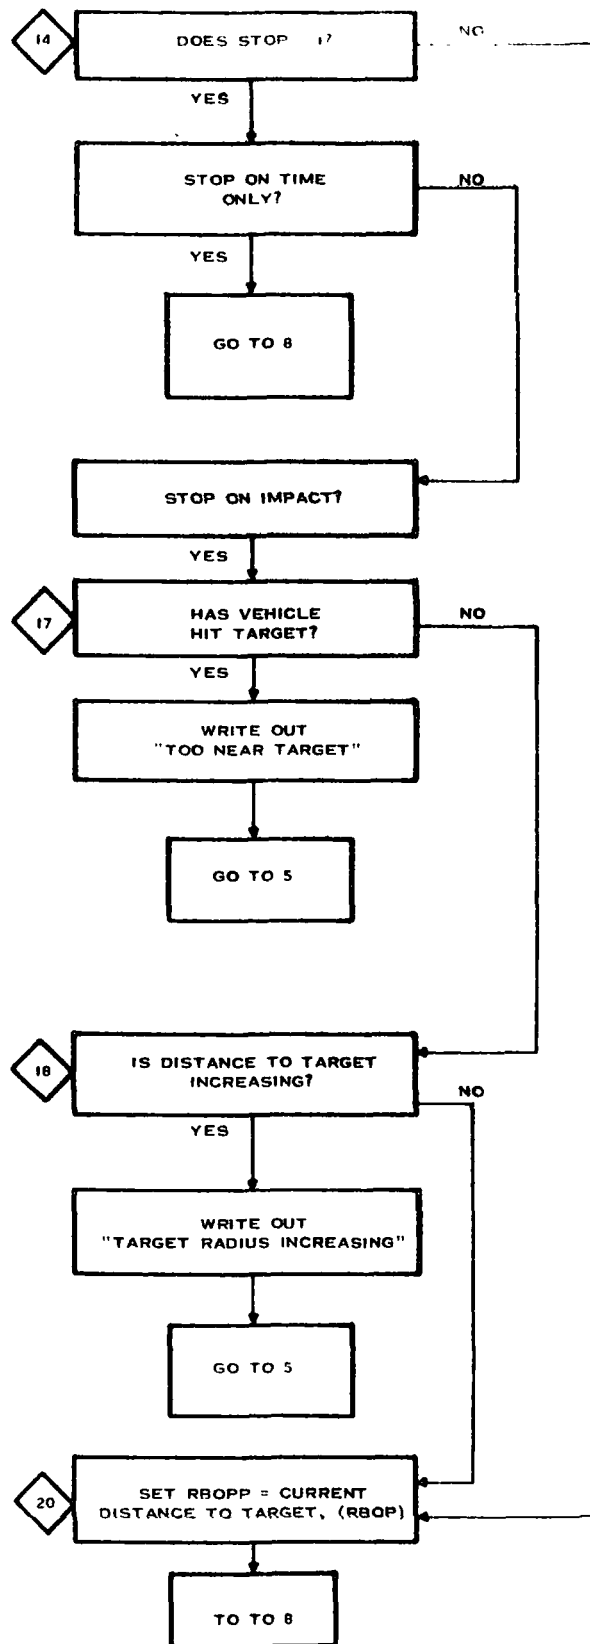 14
DOES STOP 1?
NO
YES
STOP ON TIME
ONLY?
NO
YES
GO TO 8
STOP ON IMPACT?
YES
17
HAS VEHICLE
HIT TARGET?
NO
YES
WRITE OUT
"TOO NEAR TARGET"
GO TO 5
18
IS DISTANCE TO TARGET
INCREASING?
NO
YES
WRITE OUT
"TARGET RADIUS INCREASING"
GO TO 5
20
SET RBOPP = CURRENT
DISTANCE TO TARGET, (RBOP)
TO TO 8